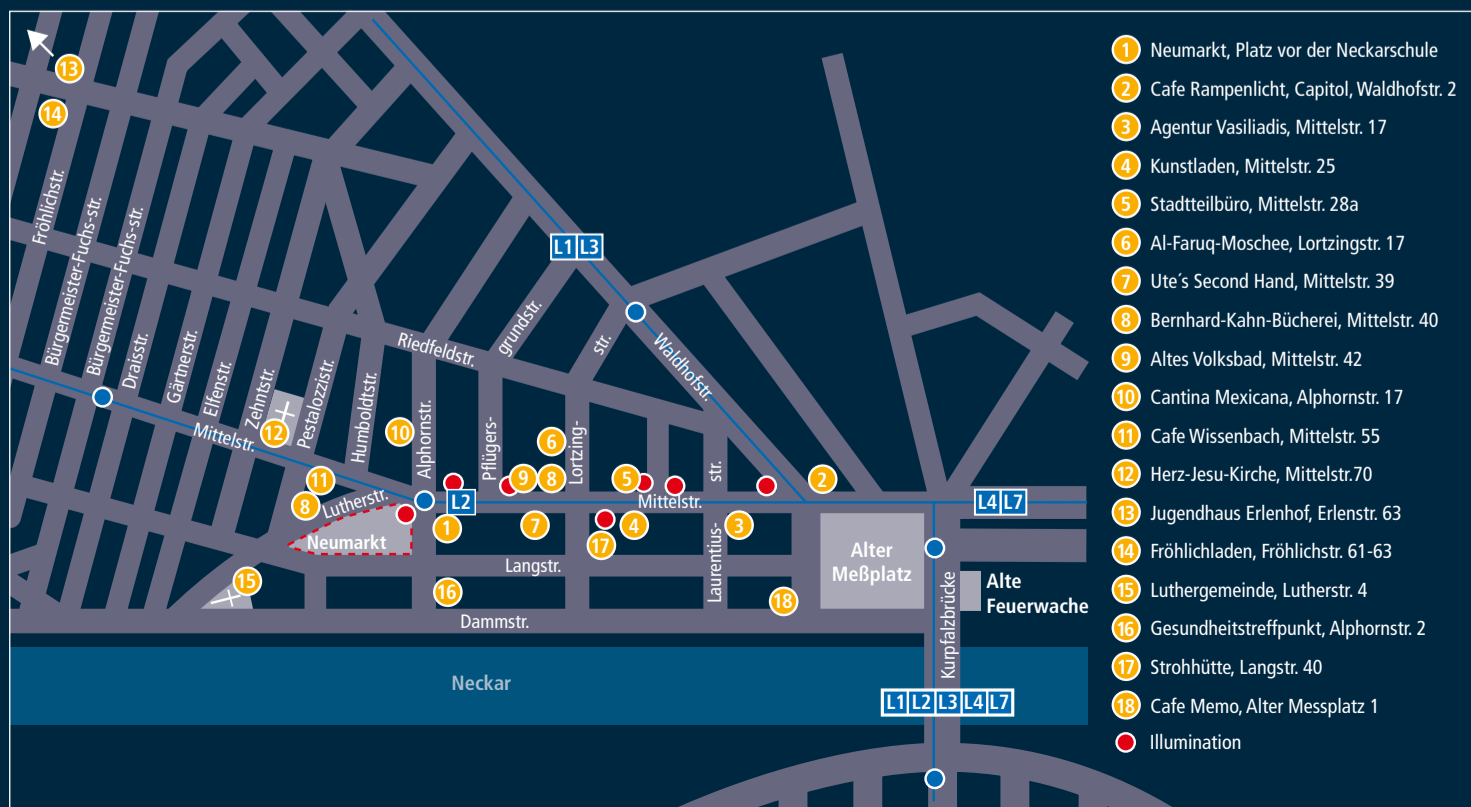 13
14
Fröhlichstr.
Bürgermeister-Fuchs-str.
Bürgermeister-Fuchs-str.
Draisstr.
Gärtnerstr.
Elfenstr.
Zehntstr.
Pestalozzistr.
Humboldtstr.
Alphornstr.
Pflügers-
grundstr.
Lortzing-
str.
Riedfeldstr.
L1 L3
Waldhofstr.
Mittelstr.
12
10
6
11
8
Lutherstr.
L2
9
8
5
Mittelstr.
str.
2
L4 L7
1
7
4
3
Neumarkt
17
Langstr.
Laurentius-
Alter
Meßplatz
15
16
18
Dammstr.
Kurpfalzbrücke
Alte
Feuerwache
Neckar
L1 L2 L3 L4 L7
1 Neumarkt, Platz vor der Neckarschule
2 Cafe Rampenlicht, Capitol, Waldhofstr. 2
3 Agentur Vasiliadis, Mittelstr. 17
4 Kunstladen, Mittelstr. 25
5 Stadtteilbüro, Mittelstr. 28a
6 Al-Faruq-Moschee, Lortzingstr. 17
7 Ute´s Second Hand, Mittelstr. 39
8 Bernhard-Kahn-Bücherei, Mittelstr. 40
9 Altes Volksbad, Mittelstr. 42
10 Cantina Mexicana, Alphornstr. 17
11 Cafe Wissenbach, Mittelstr. 55
12 Herz-Jesu-Kirche, Mittelstr.70
13 Jugendhaus Erlenhof, Erlenstr. 63
14 Fröhlichladen, Fröhlichstr. 61-63
15 Luthergemeinde, Lutherstr. 4
16 Gesundheitstreffpunkt, Alphornstr. 2
17 Strohhütte, Langstr. 40
18 Cafe Memo, Alter Messplatz 1
Illumination